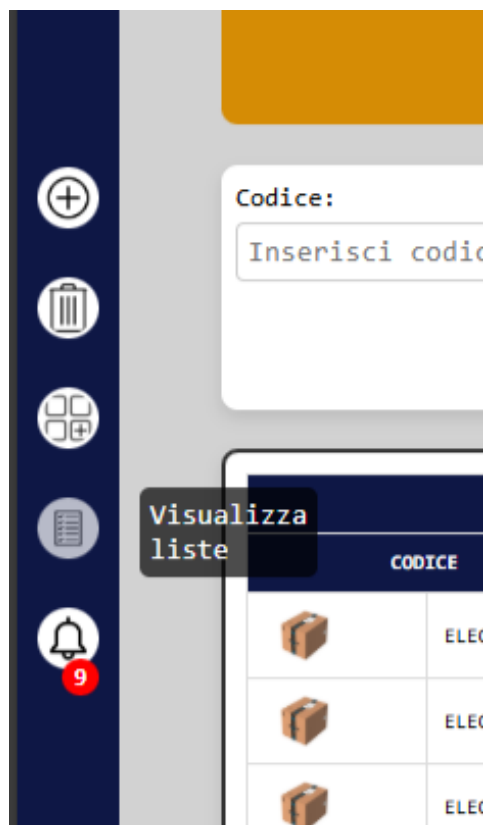 Codice:
Inserisci codic
Visualizza
liste
CODICE
ELEC
9
ELEC
ELEC